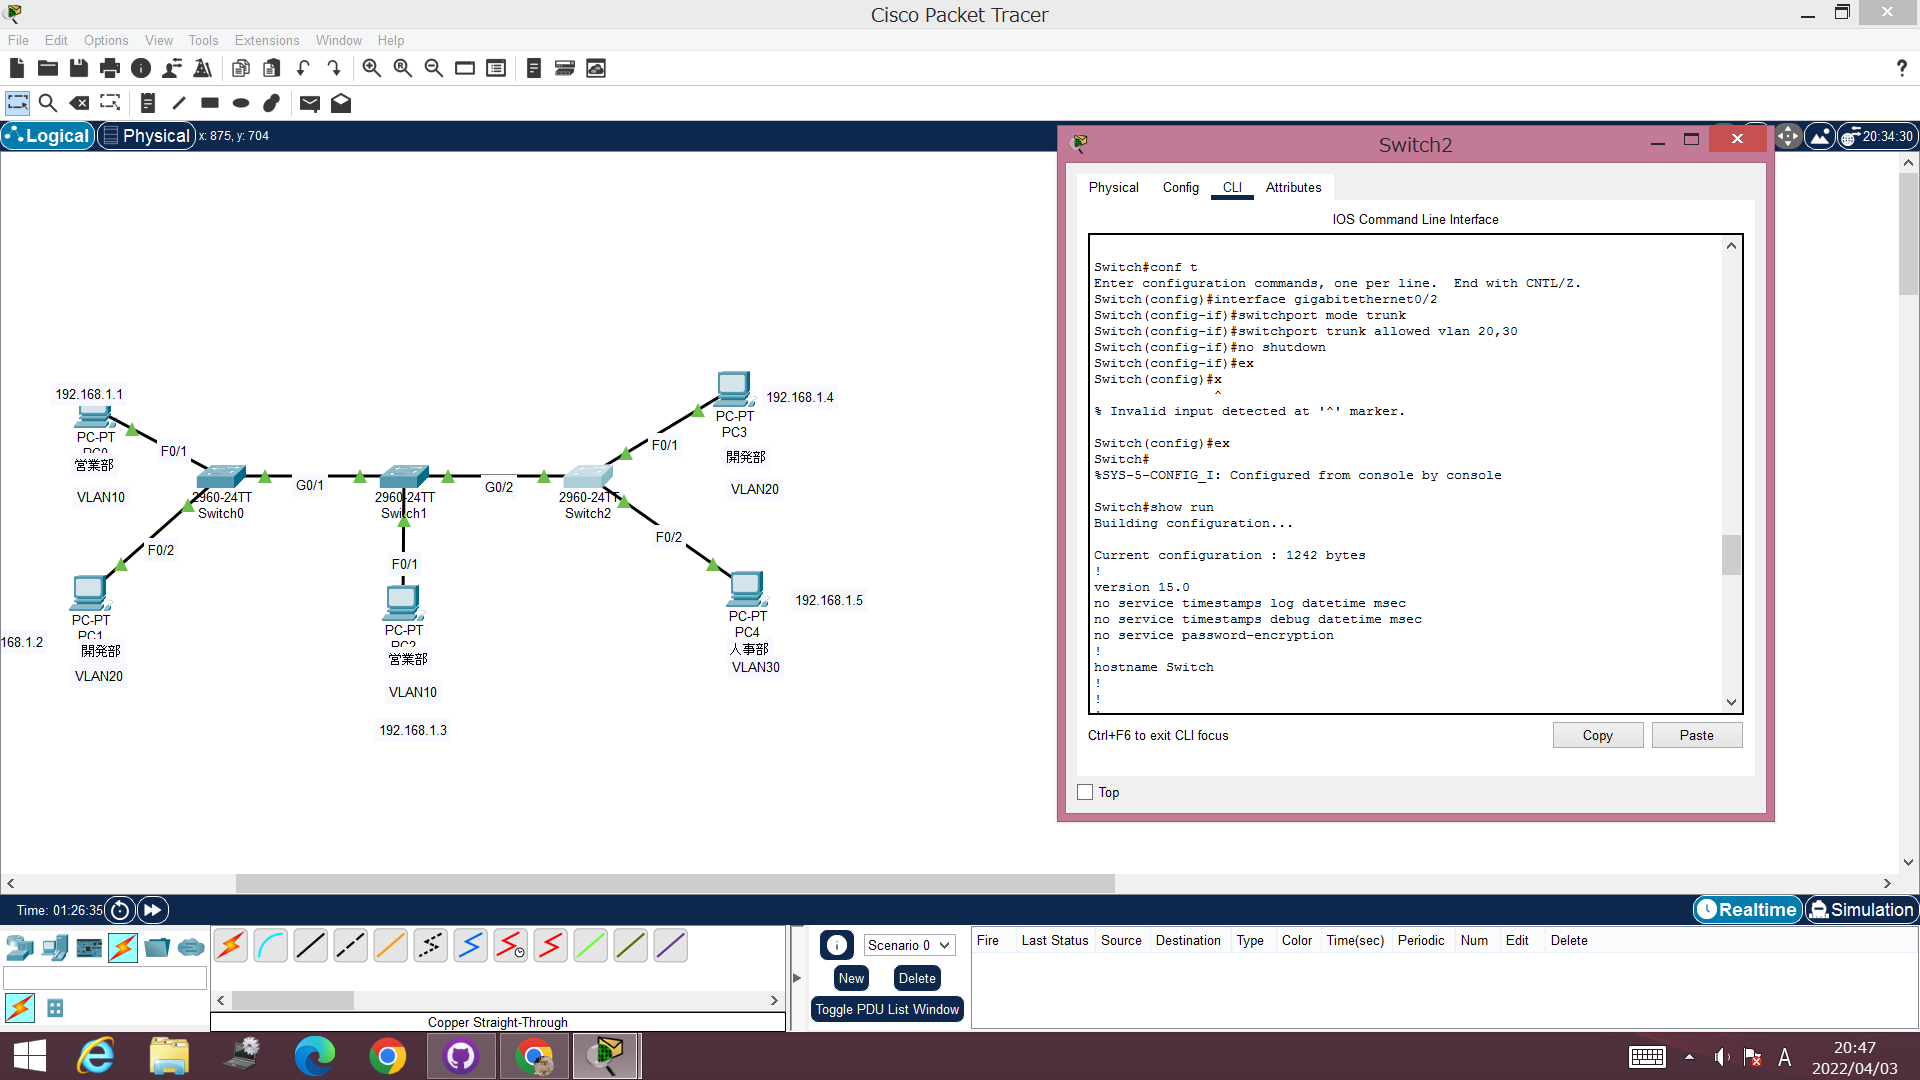 Cisco Packet Tracer
File Edit Options View Tools Extensions Window Help
?
Logical
Physical
x: 875, y: 704
20:34:30
192.168.1.1
PC-PT
営業部
VLAN10
F0/1
F0/2
2960-24TT
Switch0
G0/1
2960-24TT
Switch1
G0/2
2960-24TT
Switch2
F0/1
PC-PT
PC3
192.168.1.4
開発部
VLAN20
F0/2
PC-PT
PC4
192.168.1.5
人事部
VLAN30
F0/1
PC-PT
PC2
営業部
VLAN10
192.168.1.3
PC-PT
PC1
168.1.2
開発部
VLAN20
Switch2
Physical Config CLI Attributes
IOS Command Line Interface
Switch#conf t
Enter configuration commands, one per line.  End with CNTL/Z.
Switch(config)#interface gigabitethernet0/2
Switch(config-if)#switchport mode trunk
Switch(config-if)#switchport trunk allowed vlan 20,30
Switch(config-if)#no shutdown
Switch(config-if)#ex
Switch(config)#x
^
% Invalid input detected at '^' marker.
Switch(config)#ex
Switch#
%SYS-5-CONFIG_I: Configured from console by console
Switch#show run
Building configuration...
Current configuration : 1242 bytes
!
version 15.0
no service timestamps log datetime msec
no service timestamps debug datetime msec
no service password-encryption
!
hostname Switch
!
!
Ctrl+F6 to exit CLI focus
Copy
Paste
Top
Time: 01:26:35
Realtime
Simulation
Scenario 0
New
Delete
Toggle PDU List Window
Fire Last Status Source Destination Type Color Time(sec) Periodic Num Edit Delete
Copper Straight-Through
A
20:47
2022/04/03